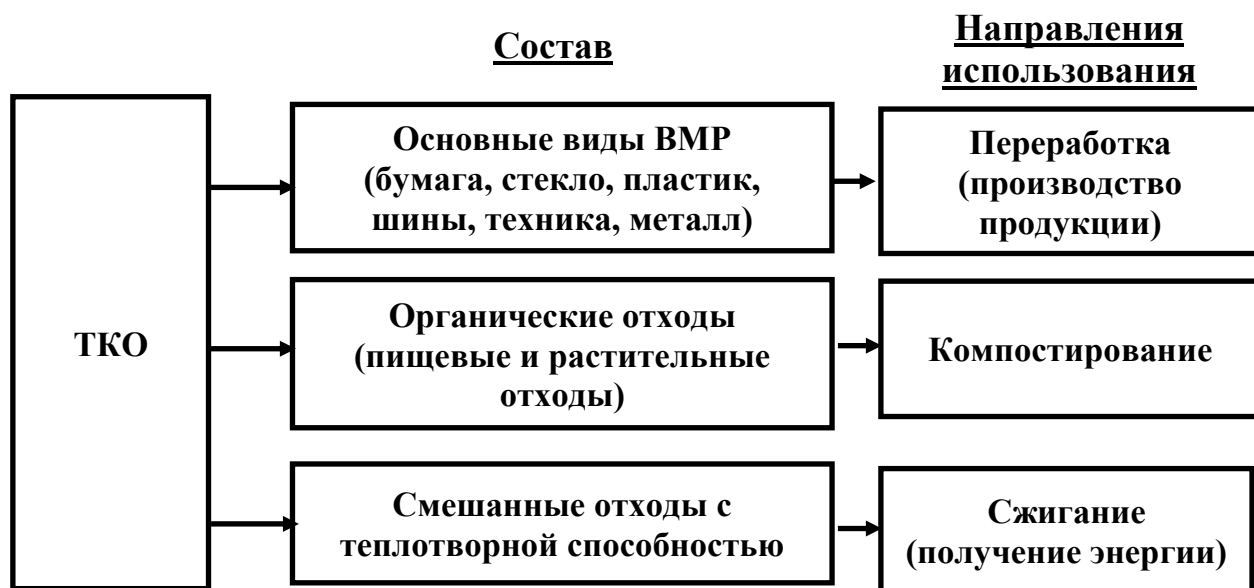 Состав
Направления
использования
ТКО
Основные виды ВМР
(бумага, стекло, пластик,
шины, техника, металл)
Переработка
(производство
продукции)
Органические отходы
(пищевые и растительные
отходы)
Компостирование
Смешанные отходы с
теплотворной способностью
Сжигание
(получение энергии)